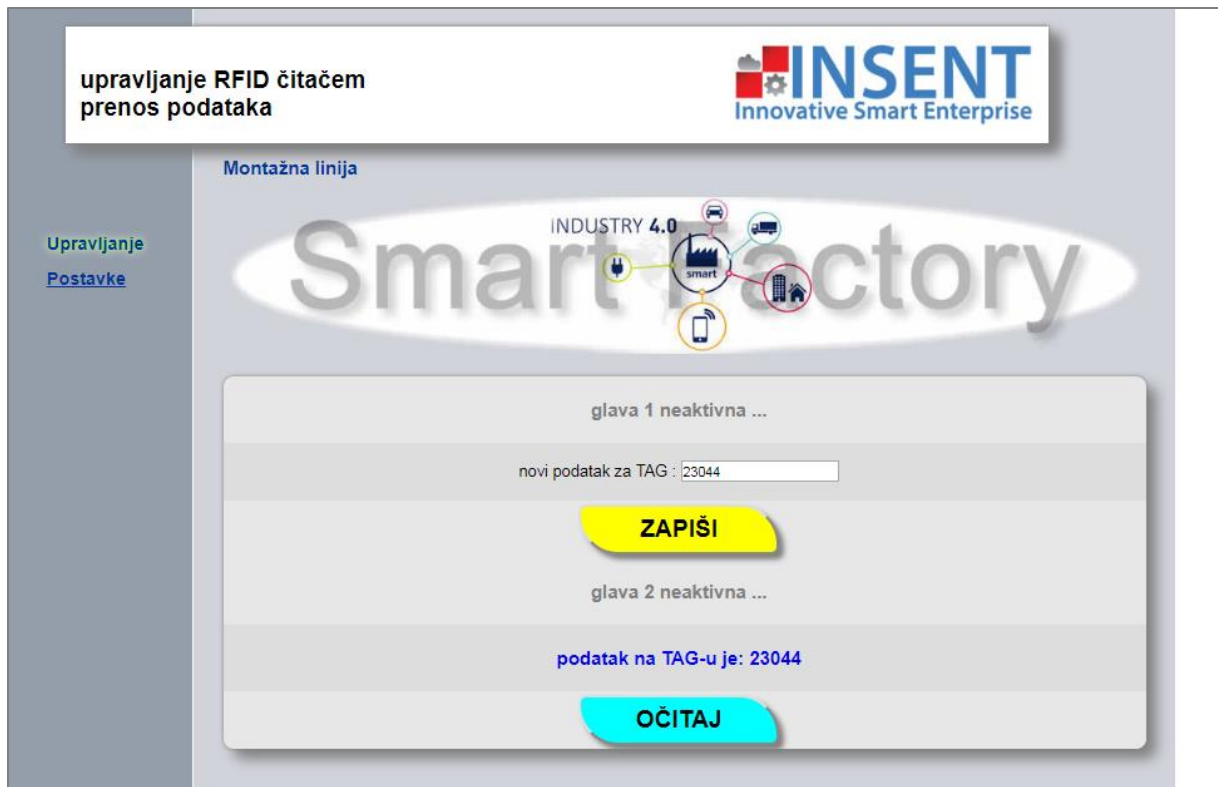 upravljanje RFID čitačem
prenos podataka
INSENT
Innovative Smart Enterprise
Montažna linija
Upravljanje
Postavke
Smart Factory
iNDUSTRY 4.0
smart
glava 1 neaktivna ...
novi podatak za TAG : 23044
ZAPIŠI
glava 2 neaktivna ...
podatak na TAG-u je: 23044
OČITAJ